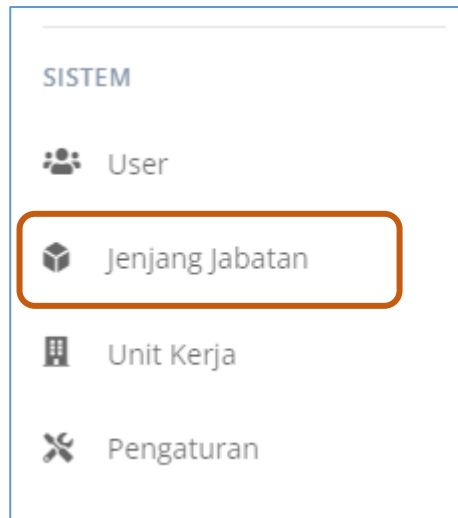 SISTEM
User
Jenjang Jabatan
Unit Kerja
Pengaturan